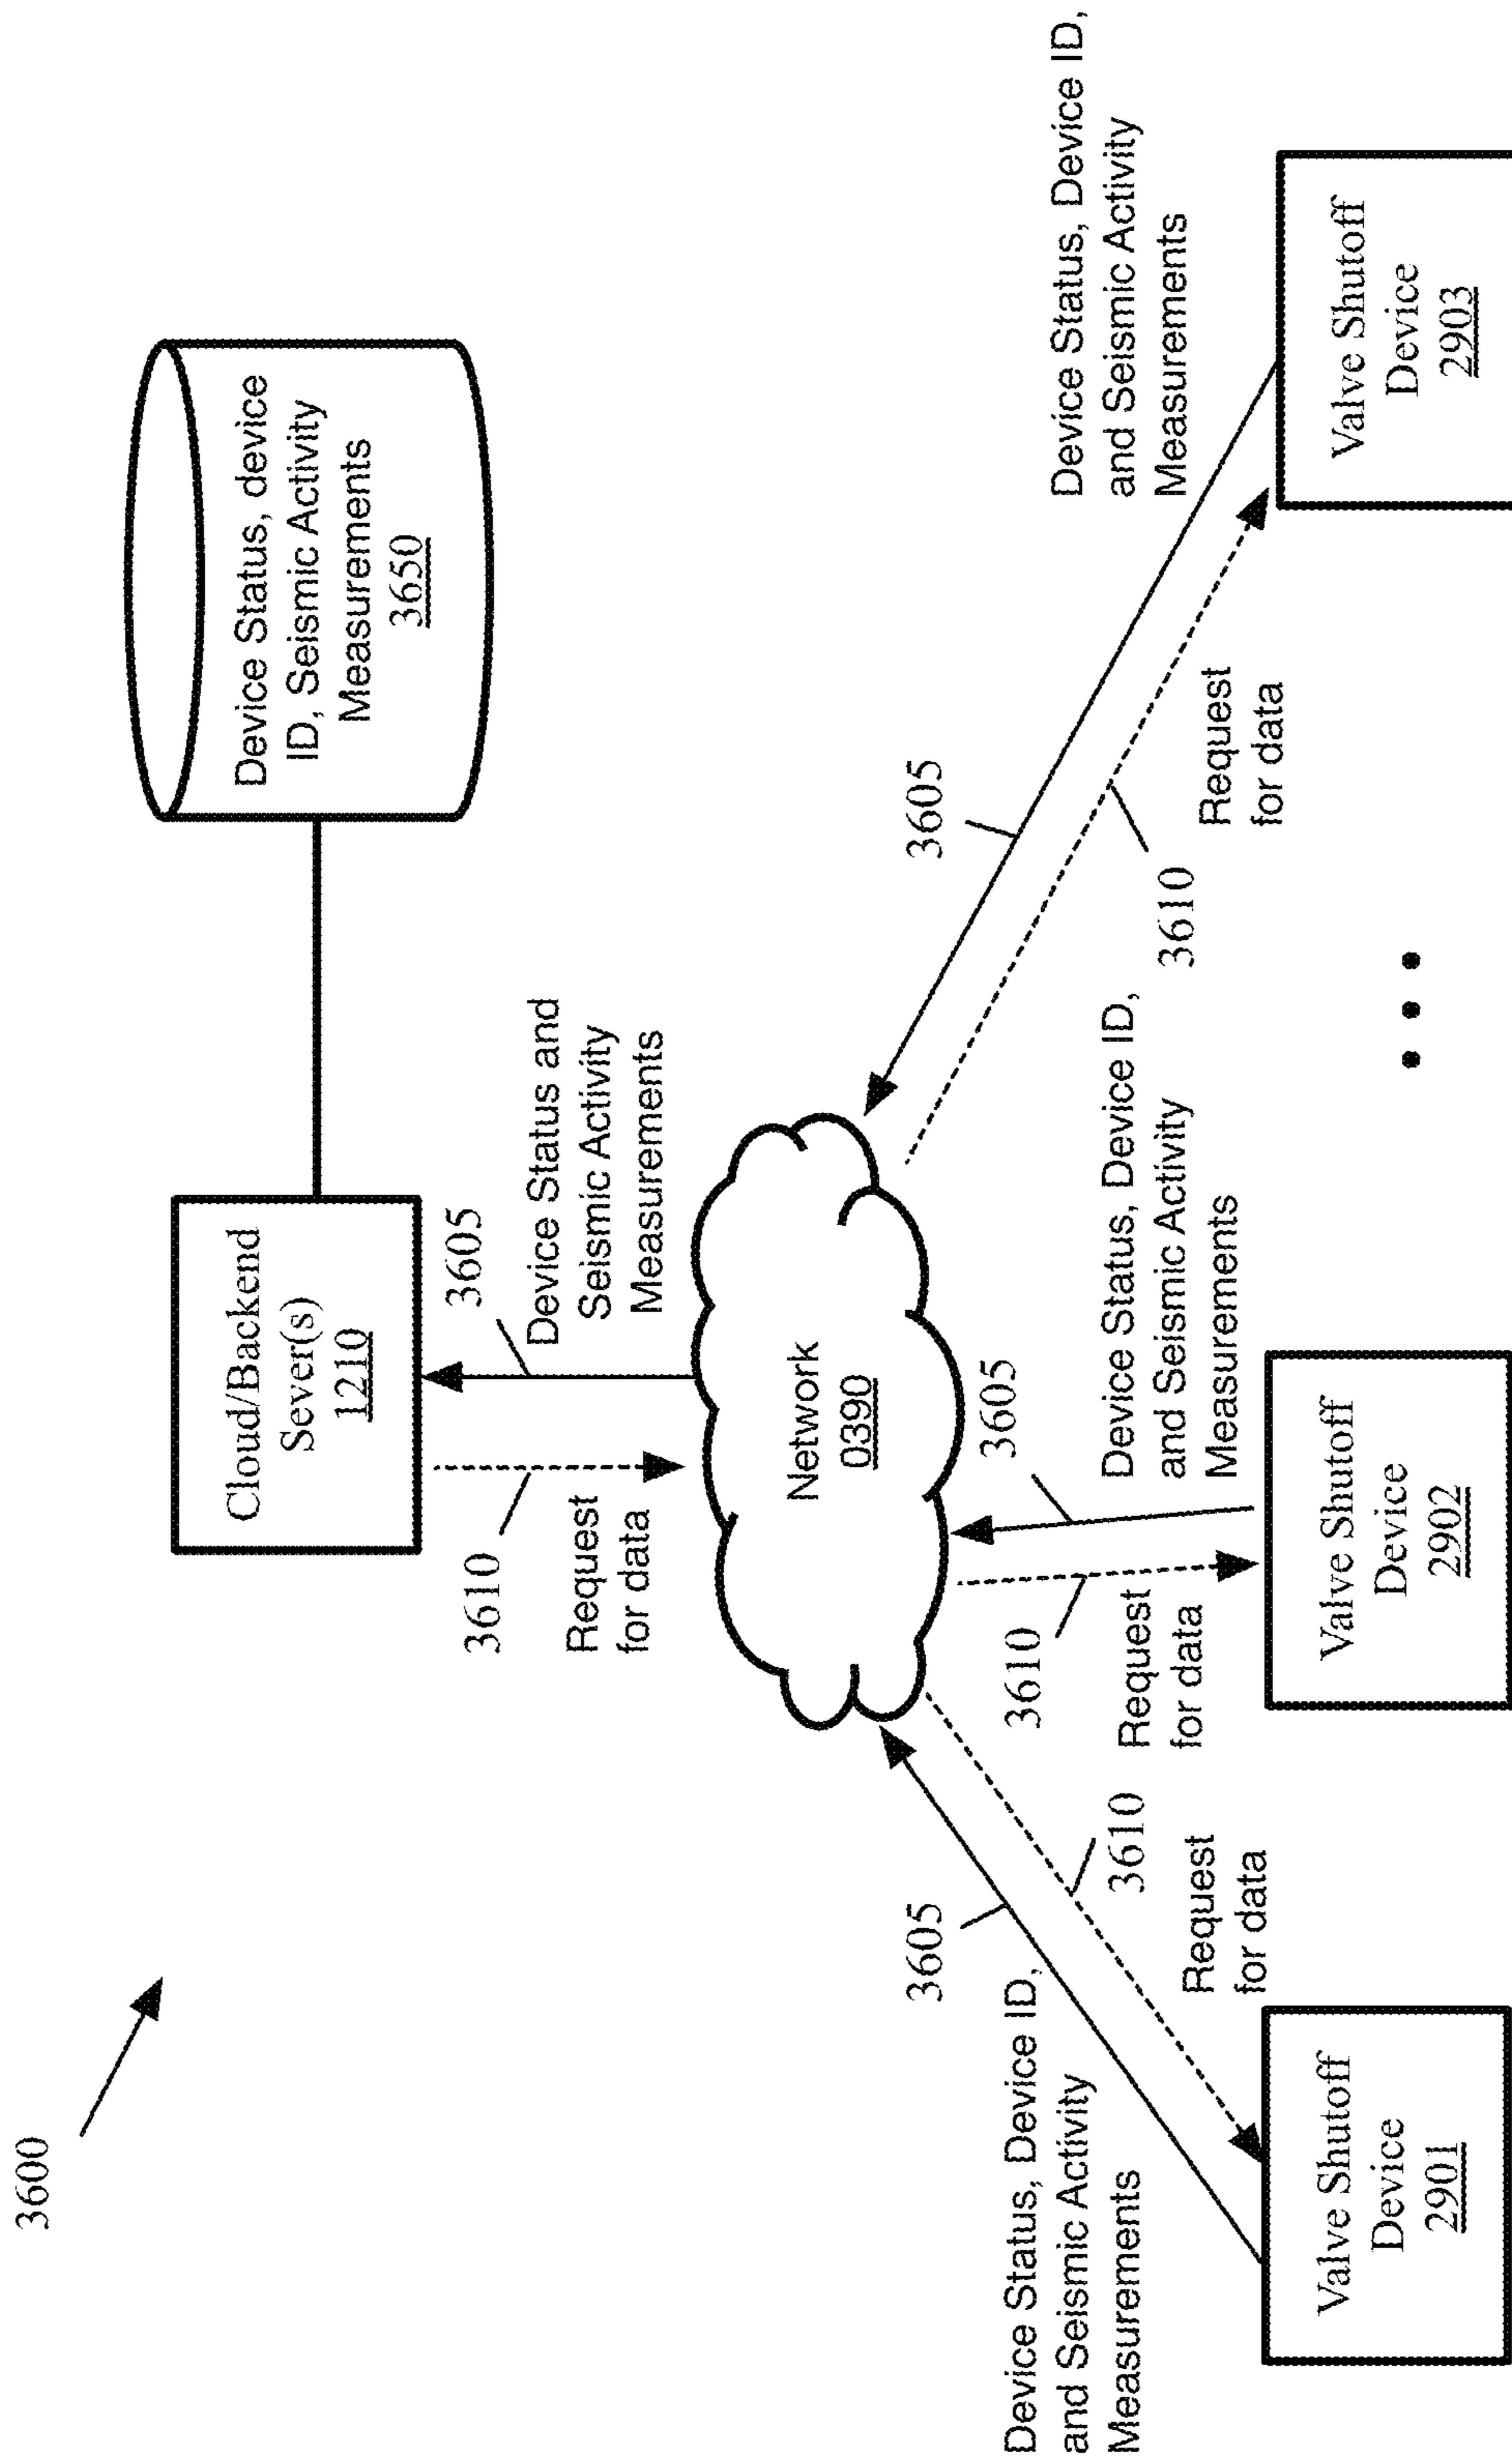 3600
Cloud/Backend
Sever(s)
1210
Device Status, device
ID, Seismic Activity
Measurements
3650
3610
Request
for data
3605
Device Status and
Seismic Activity
Measurements
Network
0390
3605
Device Status, Device ID,
and Seismic Activity
Measurements
3610
Request
for data
3610
Request
for data
3605
Device Status, Device ID,
and Seismic Activity
Measurements
3605
3610
Request
for data
Device Status, Device ID,
and Seismic Activity
Measurements
Valve Shutoff
Device
2901
Valve Shutoff
Device
2902
• • •
Valve Shutoff
Device
2903